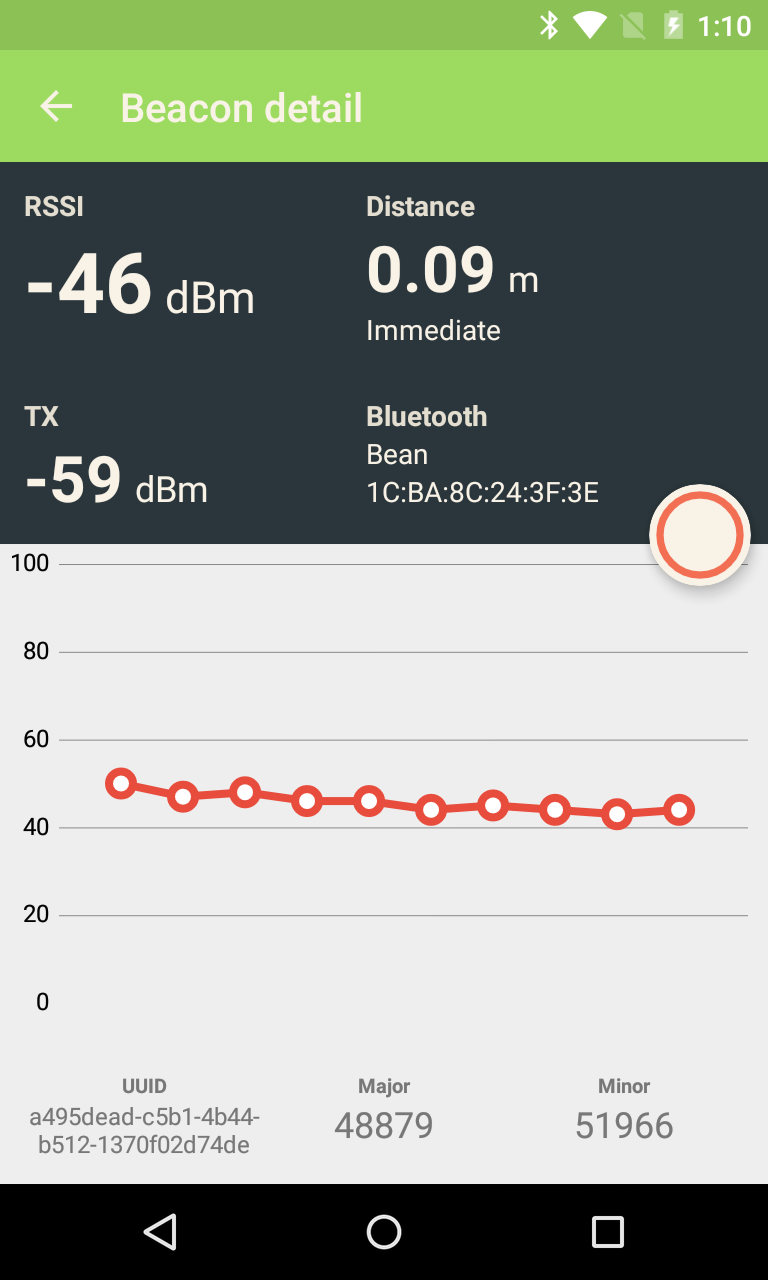 1:10
Beacon detail
RSSI
-46 dBm
Distance
0.09 m
Immediate
TX
-59 dBm
Bluetooth
Bean
1C:BA:8C:24:3F:3E
100
80
60
40
20
0
UUID
a495dead-c5b1-4b44-
b512-1370f02d74de
Major
48879
Minor
51966